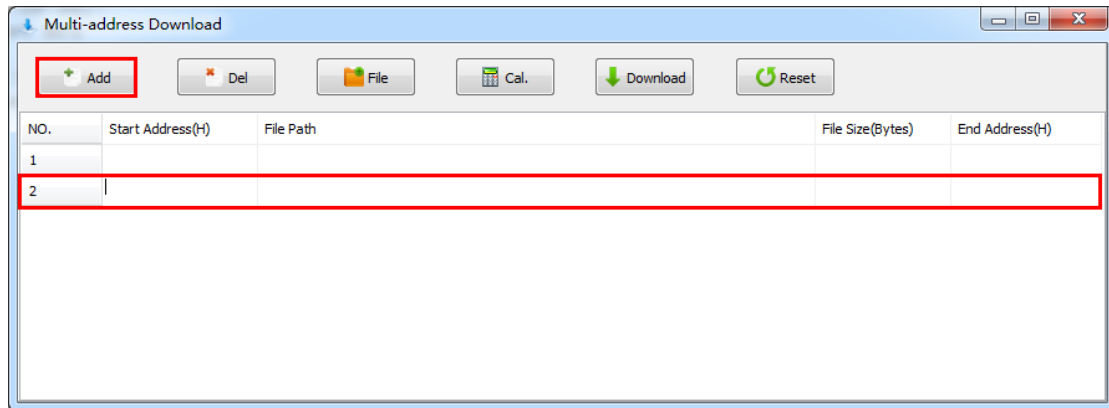 Multi-address Download
Add Del File Cal. Download Reset
NO. Start Address(H) File Path File Size(Bytes) End Address(H)
1
2